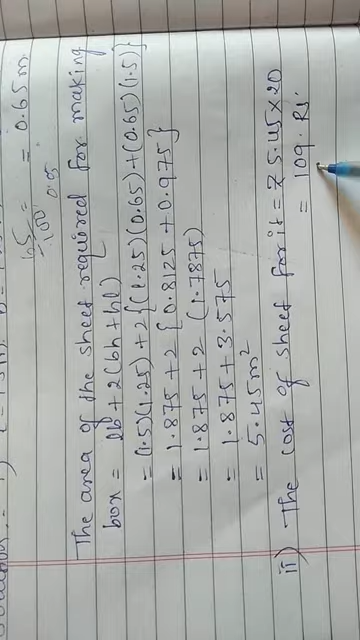 65/100 = 0.65m
The area of the sheet required for making
box = lb + 2(bh + hl)
= (1.5)(1.25) + 2{(1.25)(0.65) + (0.65)(1.5)}
= 1.875 + 2{0.8125 + 0.975}
= 1.875 + 2 (1.7875)
= 1.875 + 3.575
= 5.45m²
ii) The cost of sheet for it = ₹ 5.45 × 20
= 109. Rs.